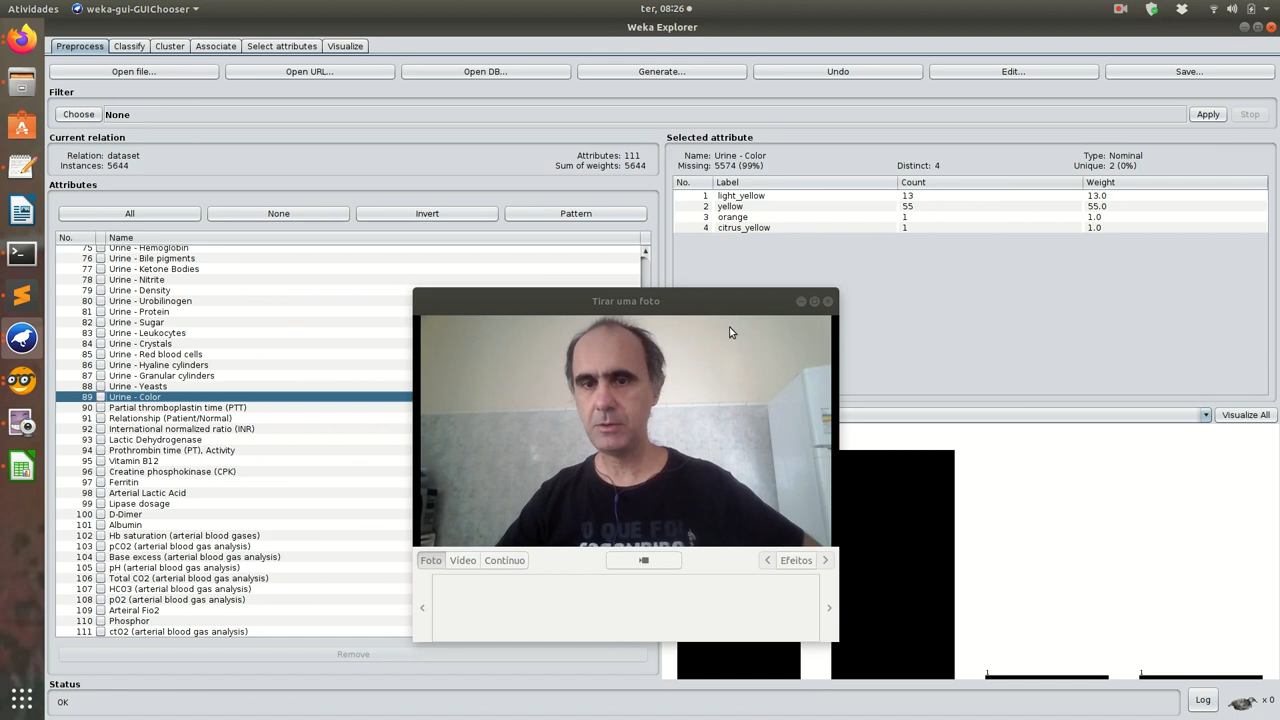 Atividades
weka-gui-GUIChooser
ter, 08:26
Weka Explorer
Preprocess Classify Cluster Associate Select attributes Visualize
Open file... Open URL... Open DB... Generate... Undo Edit... Save...
Filter
Choose None Apply Stop
Current relation
Relation: dataset Attributes: 111
Instances: 5644 Sum of weights: 5644
Attributes
All None Invert Pattern
No. Name
75 Urine - Hemoglobin
76 Urine - Bile pigments
77 Urine - Ketone Bodies
78 Urine - Nitrite
79 Urine - Density
80 Urine - Urobilinogen
81 Urine - Protein
82 Urine - Sugar
83 Urine - Leukocytes
84 Urine - Crystals
85 Urine - Red blood cells
86 Urine - Hyaline cylinders
87 Urine - Granular cylinders
88 Urine - Yeasts
89 Urine - Color
90 Partial thromboplastin time (PTT)
91 Relationship (Patient/Normal)
92 International normalized ratio (INR)
93 Lactic Dehydrogenase
94 Prothrombin time (PT), Activity
95 Vitamin B12
96 Creatine phosphokinase (CPK)
97 Ferritin
98 Arterial Lactic Acid
99 Lipase dosage
100 D-Dimer
101 Albumin
102 Hb saturation (arterial blood gases)
103 pCO2 (arterial blood gas analysis)
104 Base excess (arterial blood gas analysis)
105 pH (arterial blood gas analysis)
106 Total CO2 (arterial blood gas analysis)
107 HCO3 (arterial blood gas analysis)
108 pO2 (arterial blood gas analysis)
109 Arteiral Fio2
110 Phosphor
111 ctO2 (arterial blood gas analysis)
Remove
Selected attribute
Name: Urine - Color Type: Nominal
Missing: 5574 (99%) Distinct: 4 Unique: 2 (0%)
No. Label Count Weight
1 light_yellow 13 13.0
2 yellow 55 55.0
3 orange 1 1.0
4 citrus_yellow 1 1.0
Visualize All
1 1
Tirar uma foto
O QUE FOI
Foto Vídeo Contínuo Efeitos
Status
OK
Log x 0